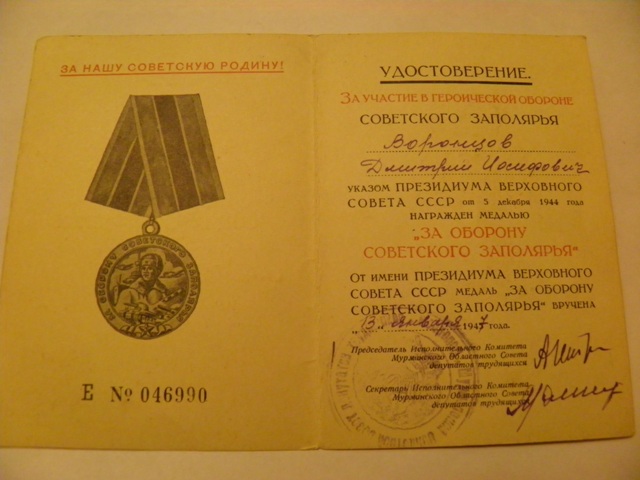 ЗА НАШУ СОВЕТСКУЮ РОДИНУ!
Е № 046990
УДОСТОВЕРЕНИЕ.
ЗА УЧАСТИЕ В ГЕРОИЧЕСКОЙ ОБОРОНЕ
СОВЕТСКОГО ЗАПОЛЯРЬЯ
Воронцов
Дмитрий Иосифович
УКАЗОМ ПРЕЗИДИУМА ВЕРХОВНОГО
СОВЕТА СССР от 5 декабря 1944 года
НАГРАЖДЕН МЕДАЛЬЮ
„ЗА ОБОРОНУ
СОВЕТСКОГО ЗАПОЛЯРЬЯ“
ОТ ИМЕНИ ПРЕЗИДИУМА ВЕРХОВНОГО
СОВЕТА СССР МЕДАЛЬ „ЗА ОБОРОНУ
СОВЕТСКОГО ЗАПОЛЯРЬЯ“ ВРУЧЕНА
„13“ января 1947 года.
Председатель Исполнительного Комитета
Мурманского Областного Совета
депутатов трудящихся
Секретарь Исполнительного Комитета
Мурманского Областного Совета
депутатов трудящихся